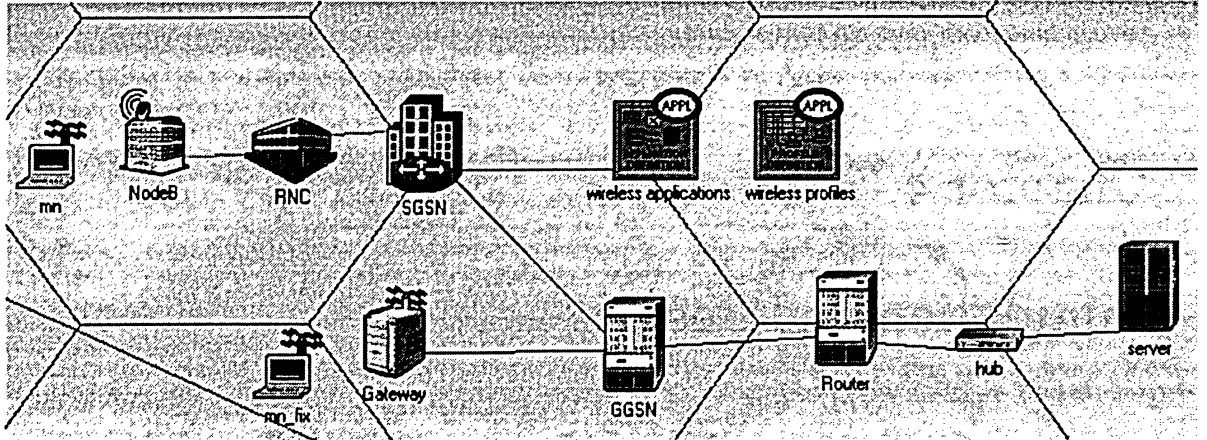 APPL APPL
mn NodeB RNC SGSN wireless applications wireless profiles
mn_fix Gateway GGSN Router hub server